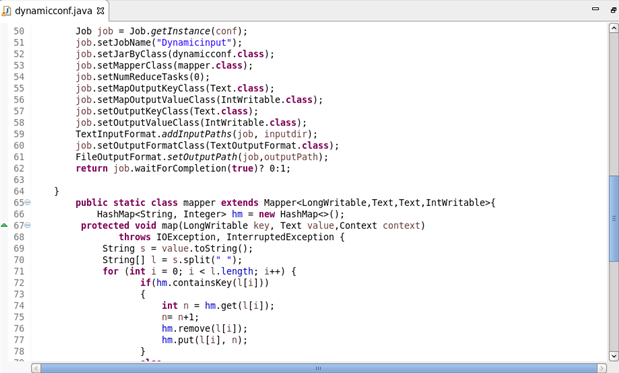 dynamicconf.java
50 Job job = Job.getInstance(conf);
51 job.setJobName("Dynamicinput");
52 job.setJarByClass(dynamicconf.class);
53 job.setMapperClass(mapper.class);
54 job.setNumReduceTasks(0);
55 job.setMapOutputKeyClass(Text.class);
56 job.setMapOutputValueClass(IntWritable.class);
57 job.setOutputKeyClass(Text.class);
58 job.setOutputValueClass(IntWritable.class);
59 TextInputFormat.addInputPaths(job, inputdir);
60 job.setOutputFormatClass(TextOutputFormat.class);
61 FileOutputFormat.setOutputPath(job,outputPath);
62 return job.waitForCompletion(true)? 0:1;
63
64 }
65 public static class mapper extends Mapper<LongWritable,Text,Text,IntWritable>{
66 HashMap<String, Integer> hm = new HashMap<>();
67 protected void map(LongWritable key, Text value,Context context)
68 throws IOException, InterruptedException {
69 String s = value.toString();
70 String[] l = s.split(" ");
71 for (int i = 0; i < l.length; i++) {
72 if(hm.containsKey(l[i]))
73 {
74 int n = hm.get(l[i]);
75 n= n+1;
76 hm.remove(l[i]);
77 hm.put(l[i], n);
78 }